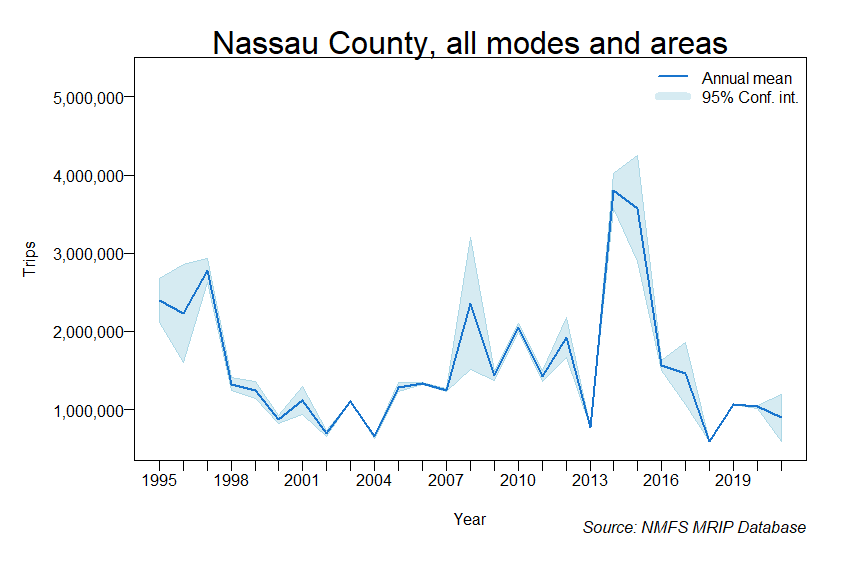 Nassau County, all modes and areas
Annual mean
95% Conf. int.
5,000,000
4,000,000
3,000,000
2,000,000
1,000,000
Trips
1995 1998 2001 2004 2007 2010 2013 2016 2019
Year
Source: NMFS MRIP Database